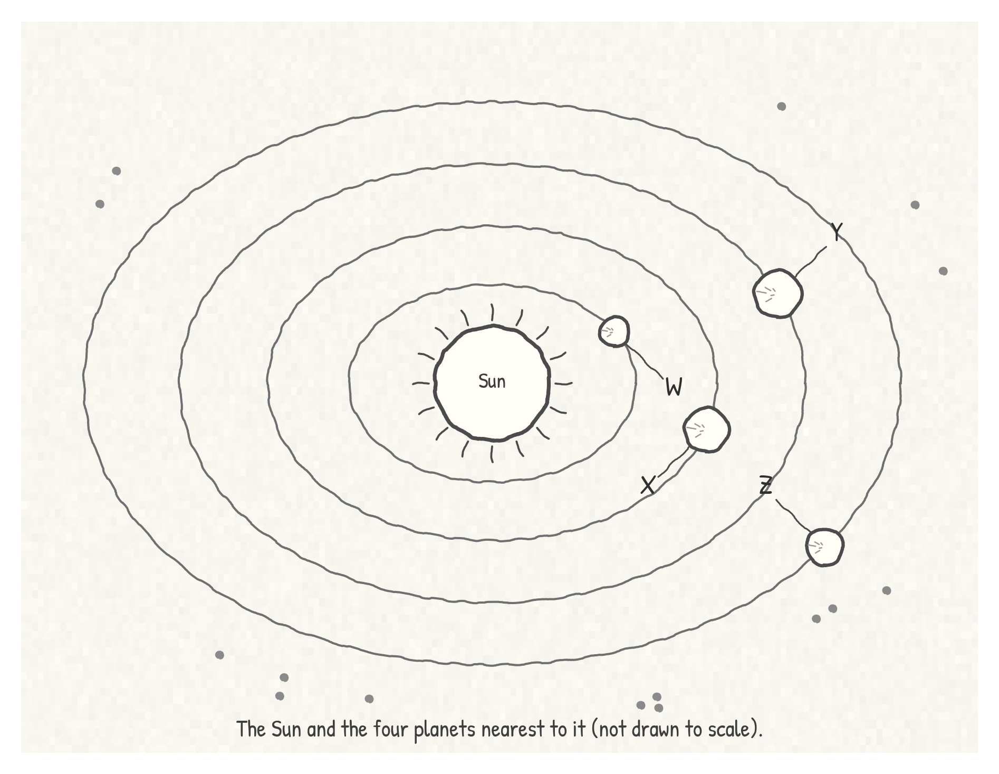 Y
Sun
W
X
Z
The Sun and the four planets nearest to it (not drawn to scale).